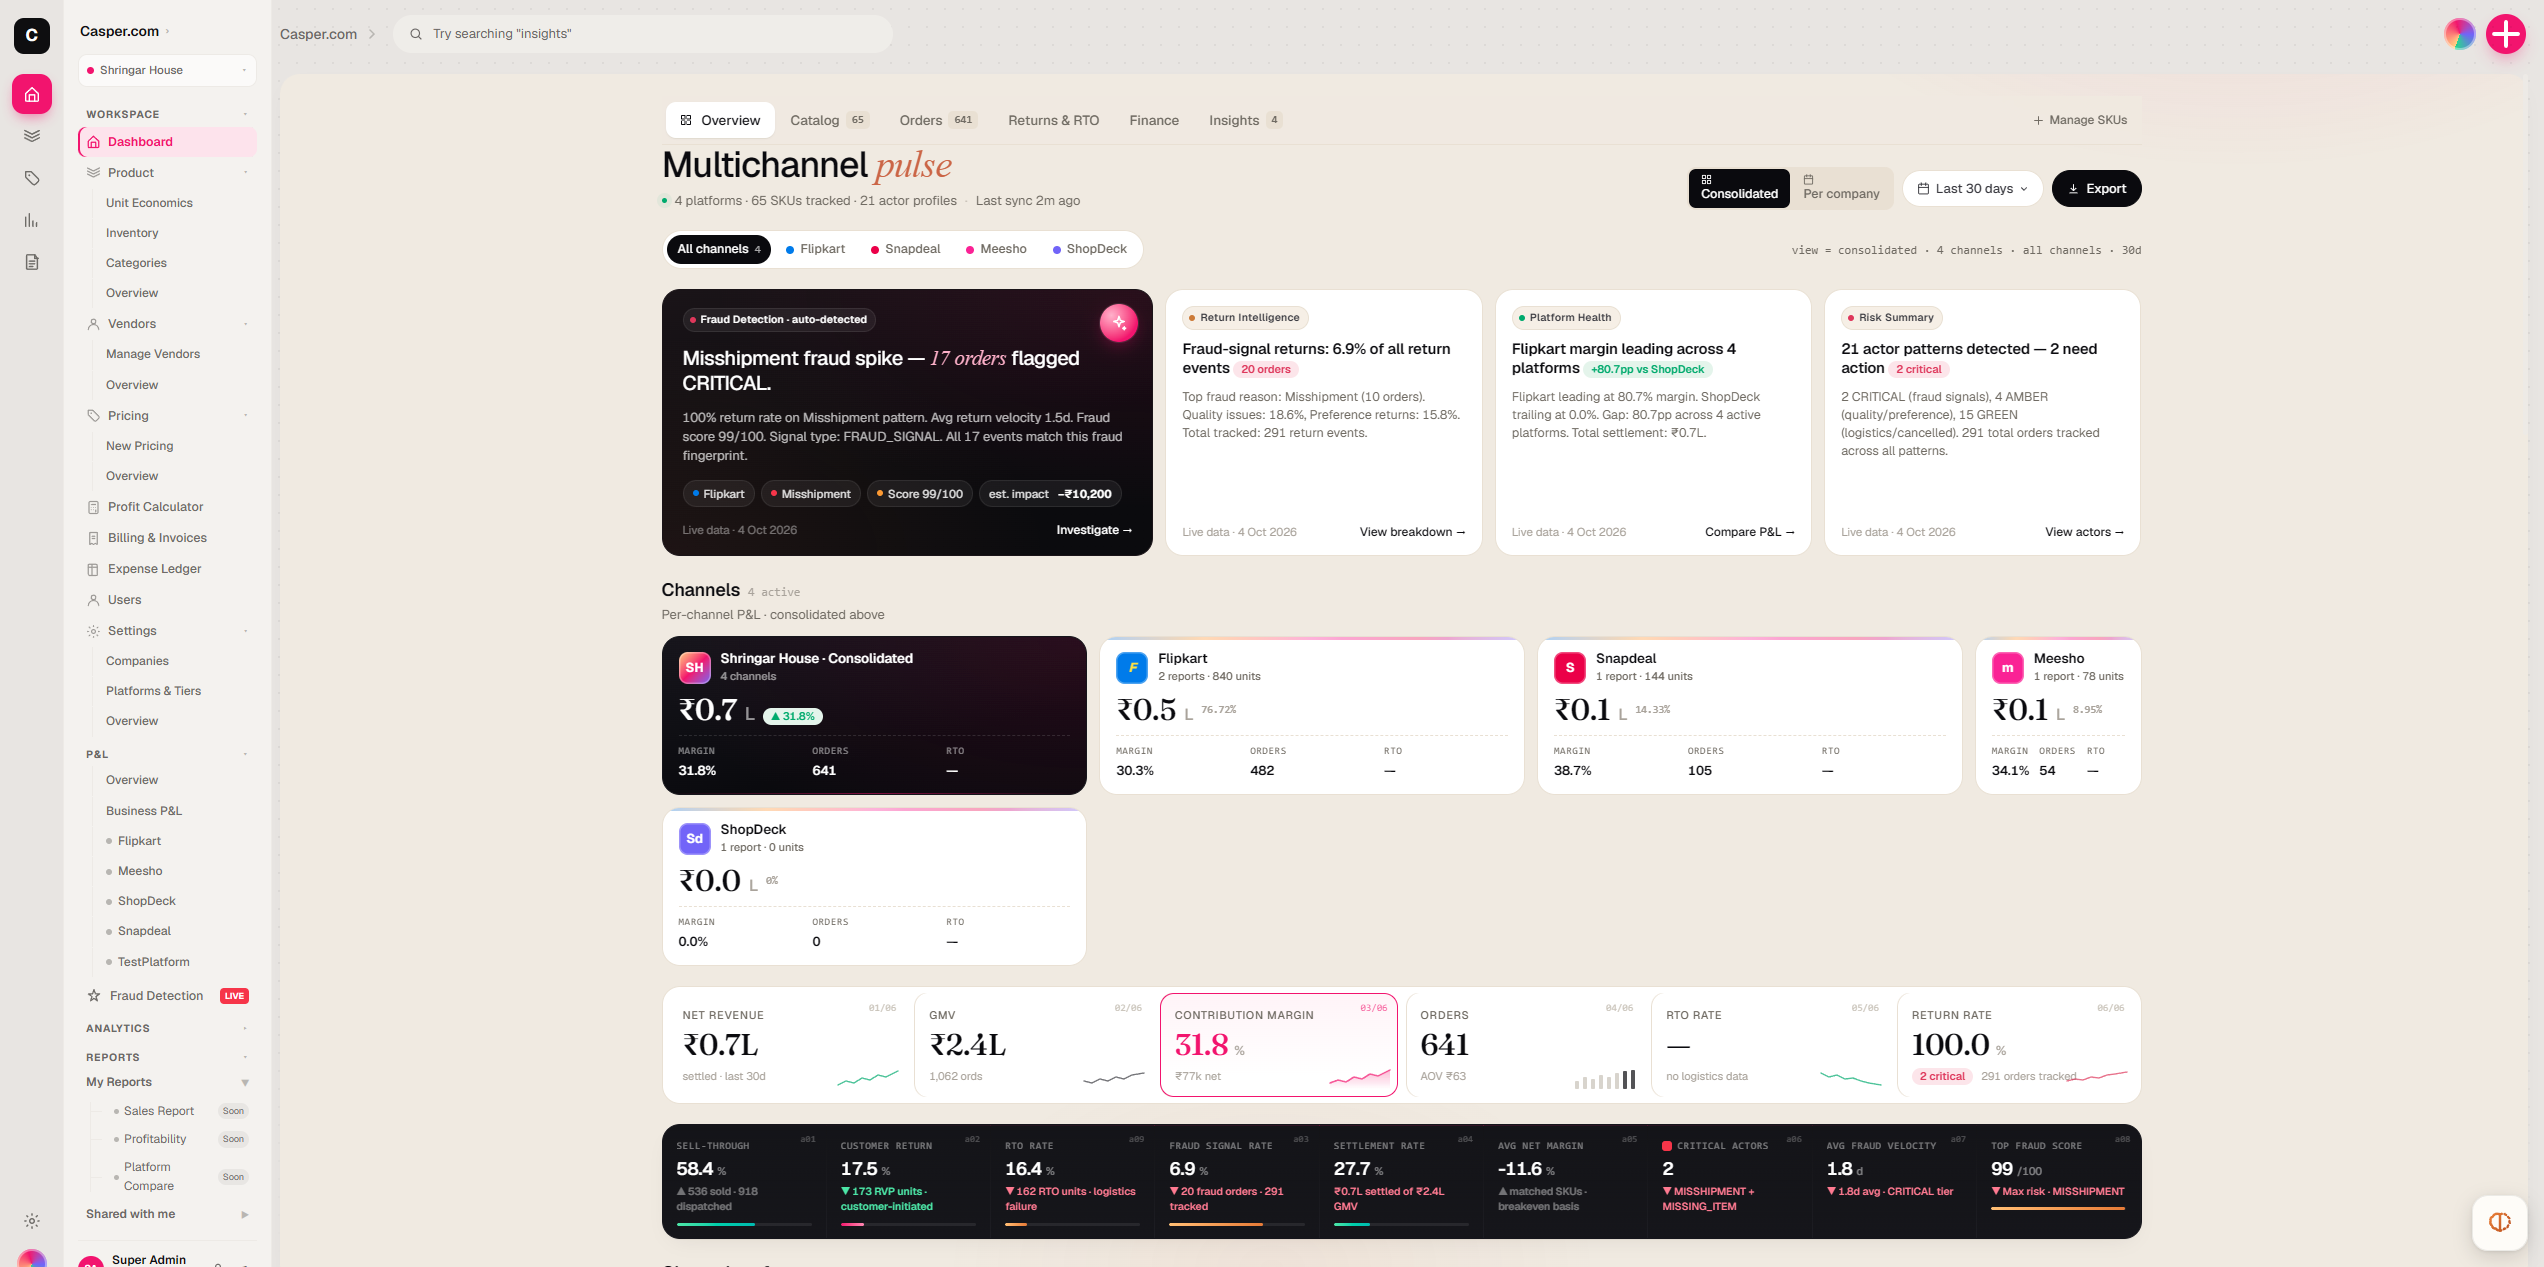 C
Casper.com ›
Shringar House
WORKSPACE
Dashboard
Product
Unit Economics
Inventory
Categories
Overview
Vendors
Manage Vendors
Overview
Pricing
New Pricing
Overview
Profit Calculator
Billing & Invoices
Expense Ledger
Users
Settings
Companies
Platforms & Tiers
Overview
P&L
Overview
Business P&L
Flipkart
Meesho
ShopDeck
Snapdeal
TestPlatform
Fraud Detection LIVE
ANALYTICS
REPORTS
My Reports
Sales Report Soon
Profitability Soon
Platform Compare Soon
Shared with me
Super Admin
Casper.com
Try searching "insights"
Overview
Catalog 65
Orders 641
Returns & RTO
Finance
Insights 4
+ Manage SKUs
Multichannel pulse
4 platforms · 65 SKUs tracked · 21 actor profiles · Last sync 2m ago
Consolidated
Per company
Last 30 days
Export
All channels 4
Flipkart
Snapdeal
Meesho
ShopDeck
view = consolidated · 4 channels · all channels · 30d
Fraud Detection · auto-detected
Misshipment fraud spike — 17 orders flagged
CRITICAL.
100% return rate on Misshipment pattern. Avg return velocity 1.5d. Fraud
score 99/100. Signal type: FRAUD_SIGNAL. All 17 events match this fraud
fingerprint.
Flipkart
Misshipment
Score 99/100
est. impact −₹10,200
Live data · 4 Oct 2026
Investigate →
Return Intelligence
Fraud-signal returns: 6.9% of all return
events 20 orders
Top fraud reason: Misshipment (10 orders).
Quality issues: 18.6%, Preference returns: 15.8%.
Total tracked: 291 return events.
Live data · 4 Oct 2026
View breakdown →
Platform Health
Flipkart margin leading across 4
platforms +80.7pp vs ShopDeck
Flipkart leading at 80.7% margin. ShopDeck
trailing at 0.0%. Gap: 80.7pp across 4 active
platforms. Total settlement: ₹0.7L.
Live data · 4 Oct 2026
Compare P&L →
Risk Summary
21 actor patterns detected — 2 need
action 2 critical
2 CRITICAL (fraud signals), 4 AMBER
(quality/preference), 15 GREEN
(logistics/cancelled). 291 total orders tracked
across all patterns.
Live data · 4 Oct 2026
View actors →
Channels 4 active
Per-channel P&L · consolidated above
SH
Shringar House · Consolidated
4 channels
₹0.7 L ▲ 31.8%
MARGIN ORDERS RTO
31.8% 641 —
F
Flipkart
2 reports · 840 units
₹0.5 L 76.72%
MARGIN ORDERS RTO
30.3% 482 —
S
Snapdeal
1 report · 144 units
₹0.1 L 14.33%
MARGIN ORDERS RTO
38.7% 105 —
m
Meesho
1 report · 78 units
₹0.1 L 8.95%
MARGIN ORDERS RTO
34.1% 54 —
Sd
ShopDeck
1 report · 0 units
₹0.0 L 0%
MARGIN ORDERS RTO
0.0% 0 —
NET REVENUE 01/06
₹0.7L
settled · last 30d
GMV 02/06
₹2.4L
1,062 ords
CONTRIBUTION MARGIN 03/06
31.8 %
₹77k net
ORDERS 04/06
641
AOV ₹63
RTO RATE 05/06
—
no logistics data
RETURN RATE 06/06
100.0 %
2 critical 291 orders tracked
SELL-THROUGH a01
58.4 %
▲ 536 sold · 918
dispatched
CUSTOMER RETURN a02
17.5 %
▼ 173 RVP units ·
customer-initiated
RTO RATE a09
16.4 %
▼ 162 RTO units · logistics
failure
FRAUD SIGNAL RATE a03
6.9 %
▼ 20 fraud orders · 291
tracked
SETTLEMENT RATE a04
27.7 %
₹0.7L settled of ₹2.4L
GMV
AVG NET MARGIN a05
-11.6 %
▲ matched SKUs ·
breakeven basis
CRITICAL ACTORS a06
2
▼ MISSHIPMENT +
MISSING_ITEM
AVG FRAUD VELOCITY a07
1.8 d
▼ 1.8d avg · CRITICAL tier
TOP FRAUD SCORE a08
99 /100
▼ Max risk · MISSHIPMENT